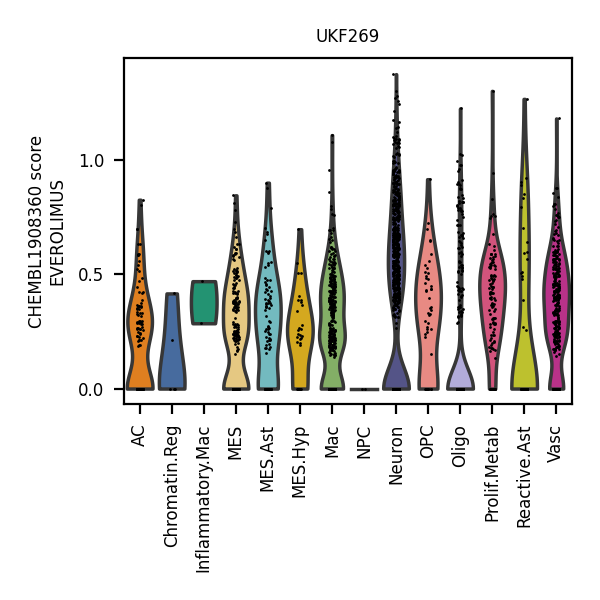 UKF269
CHEMBL1908360 score
EVEROLIMUS
1.0
0.5
0.0
AC
Chromatin.Reg
Inflammatory.Mac
MES
MES.Ast
MES.Hyp
Mac
NPC
Neuron
OPC
Oligo
Prolif.Metab
Reactive.Ast
Vasc